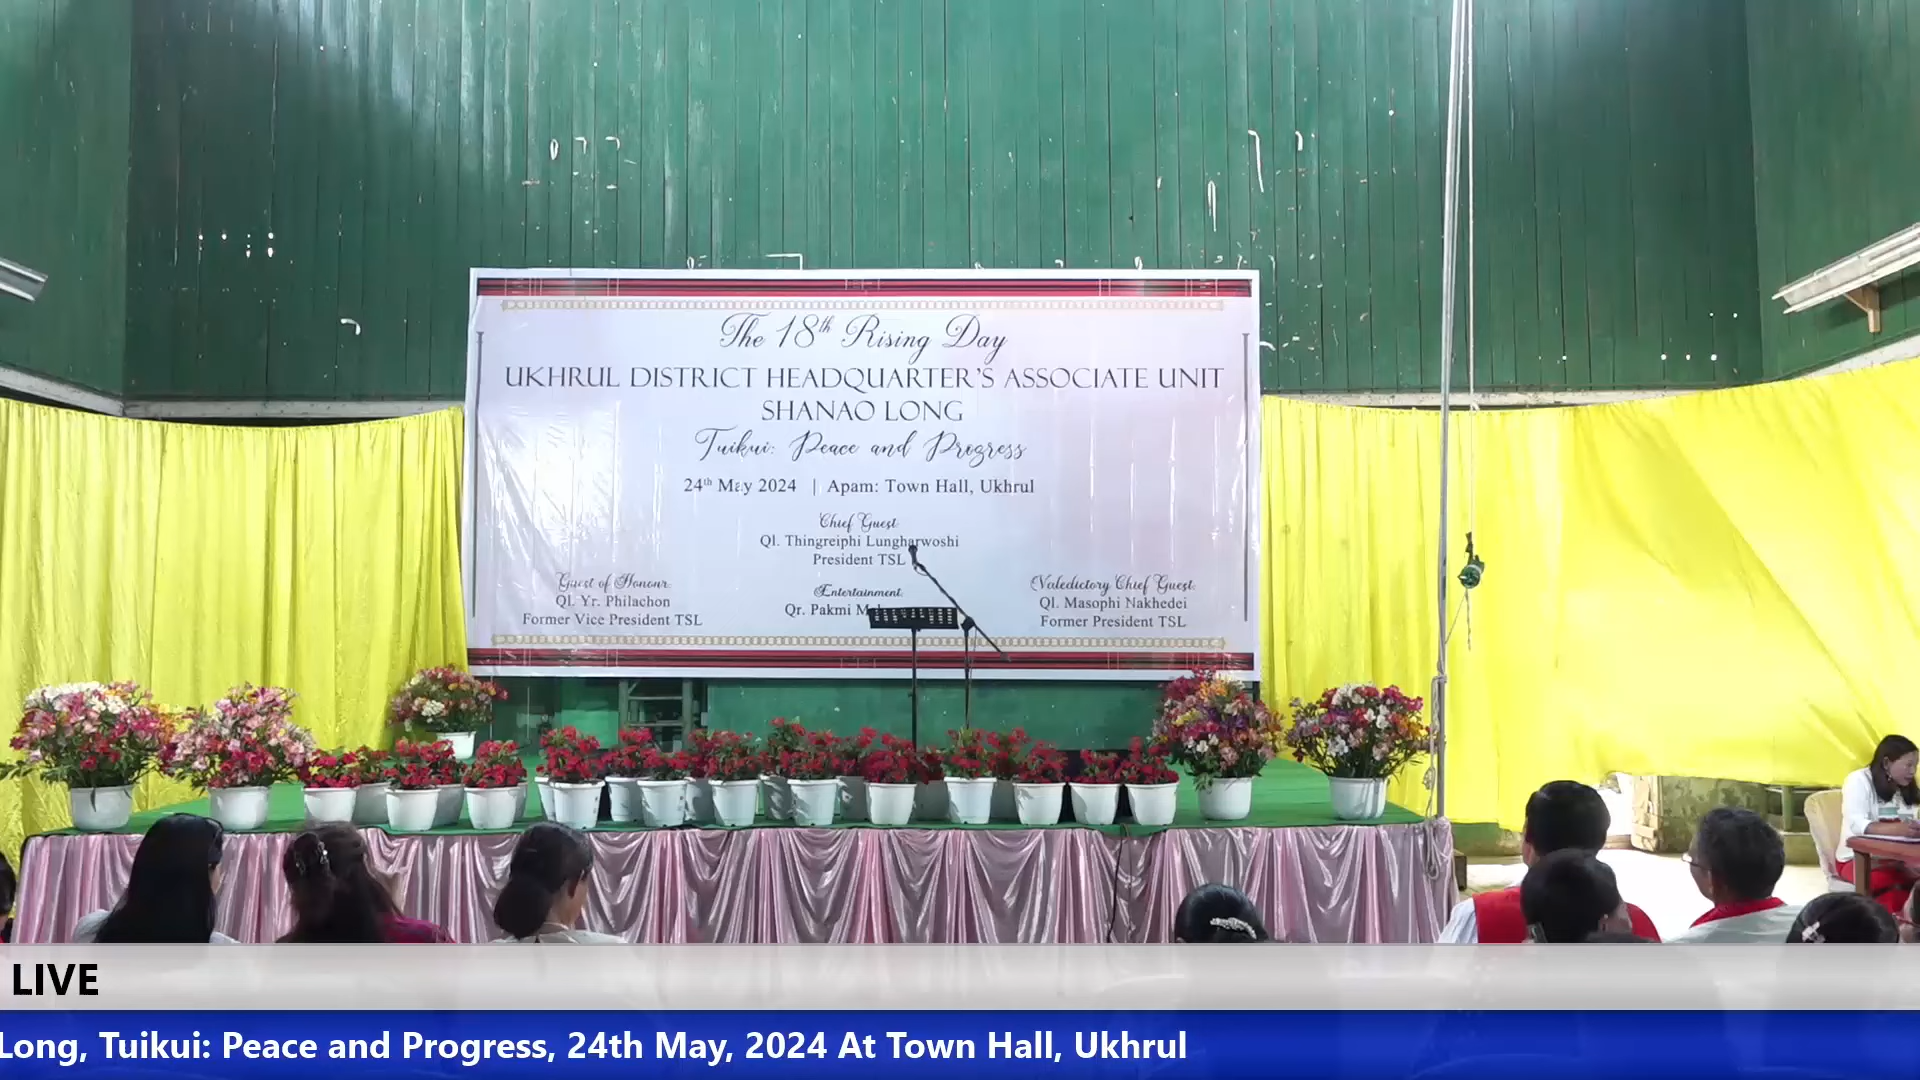 The 18th Rising Day
UKHRUL DISTRICT HEADQUARTER'S ASSOCIATE UNIT
SHANAO LONG
Tuikui: Peace and Progress
24th May 2024 | Apam: Town Hall, Ukhrul
Chief Guest:
Ql. Thingreiphi Lungharwoshi
President TSL
Guest of Honour:
Ql. Yr. Philachon
Former Vice President TSL
Entertainment:
Qr. Pakmi
Valedictory Chief Guest:
Ql. Masophi Nakhedei
Former President TSL
LIVE
Long, Tuikui: Peace and Progress, 24th May, 2024 At Town Hall, Ukhrul